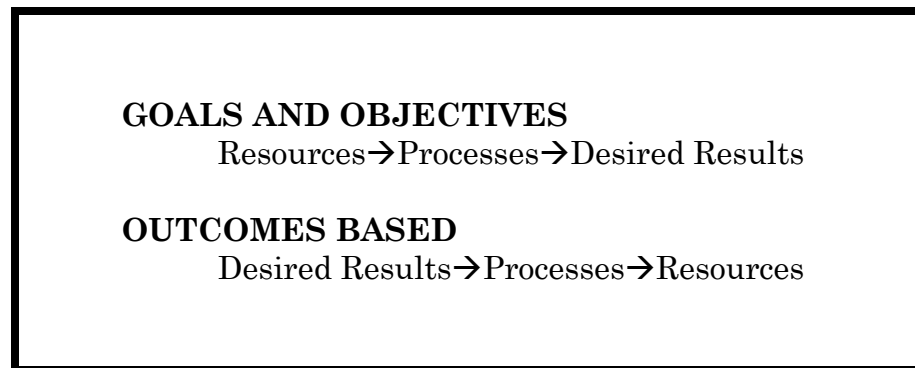 GOALS AND OBJECTIVES
Resources→Processes→Desired Results
OUTCOMES BASED
Desired Results→Processes→Resources